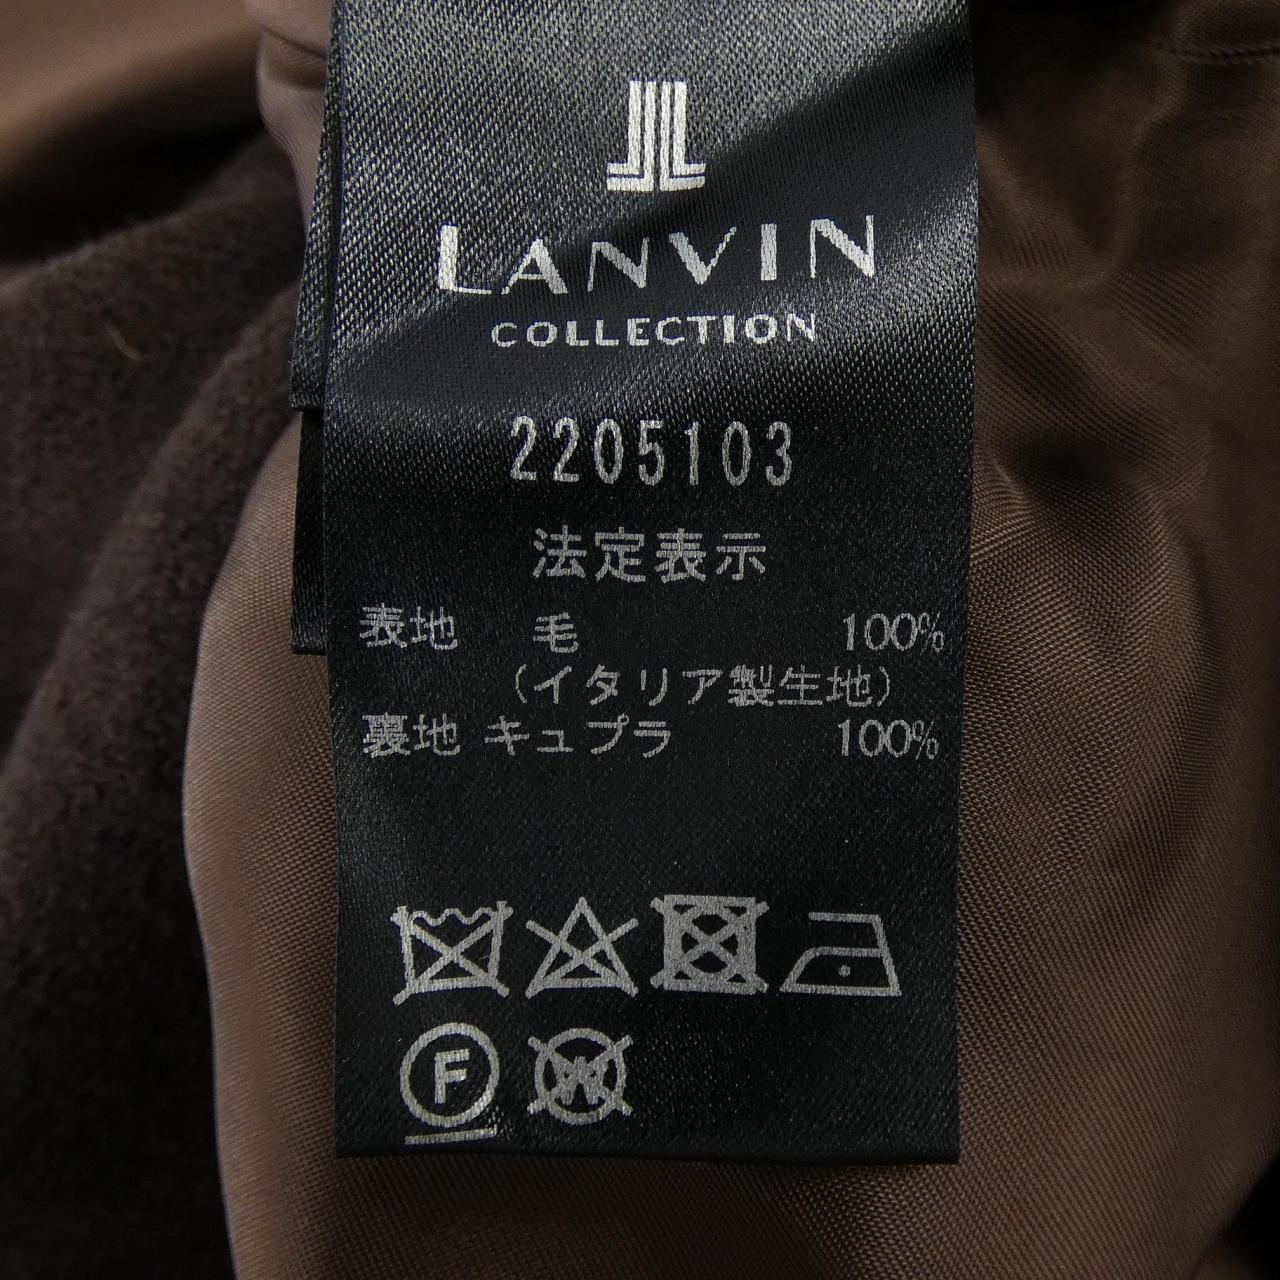 LANVIN
COLLECTION
2205103
法定表示
表地 毛 100%
(イタリア製生地)
裏地 キュプラ 100%
F
W